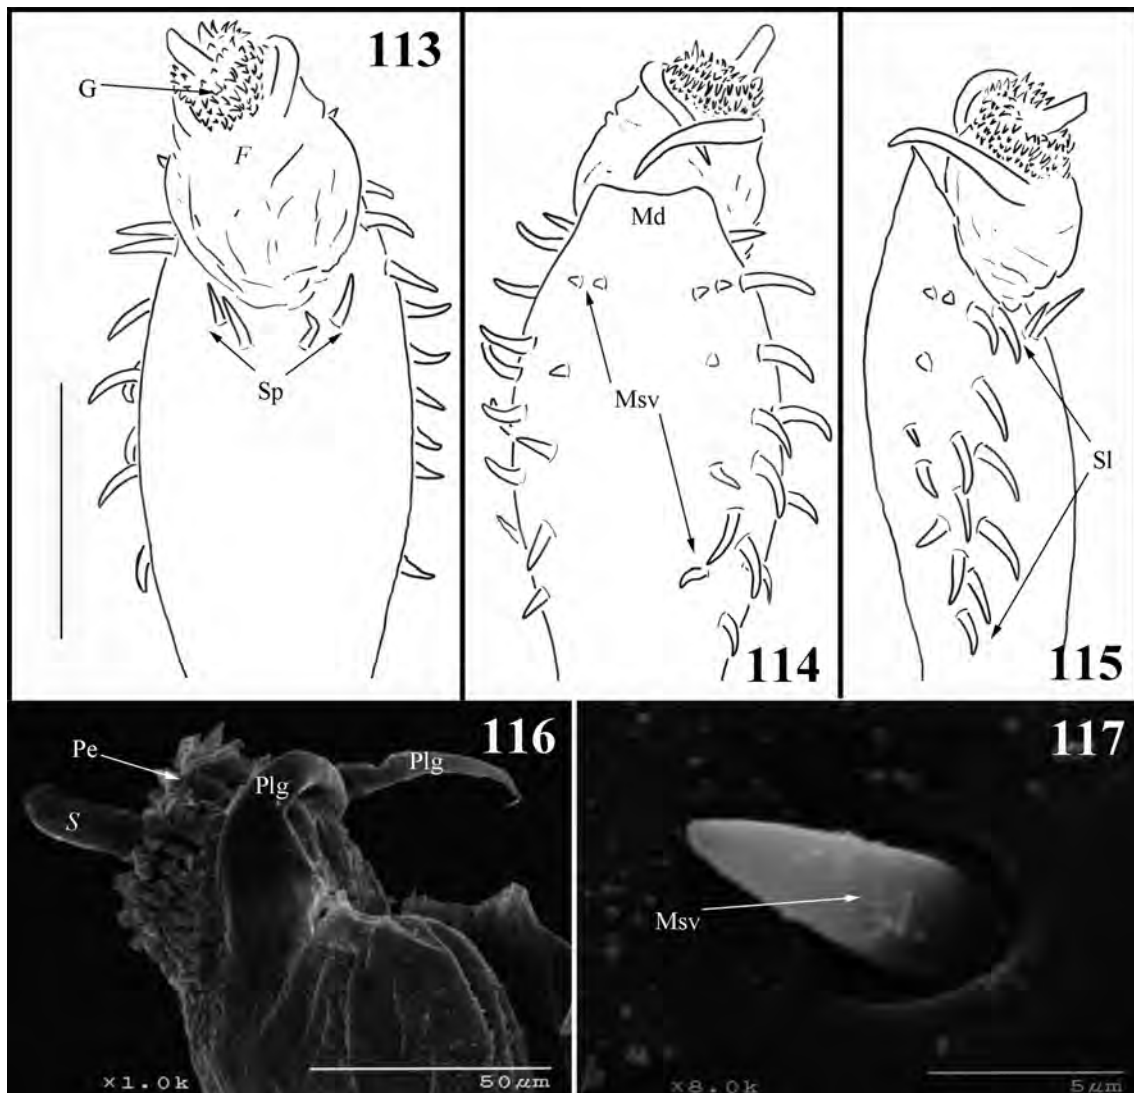 113
G
F
Sp
114
Md
Msv
115
Sl
116
Pe
Plg
Plg
S
×1.0k
50µm
117
Msv
×8.0k
5µm